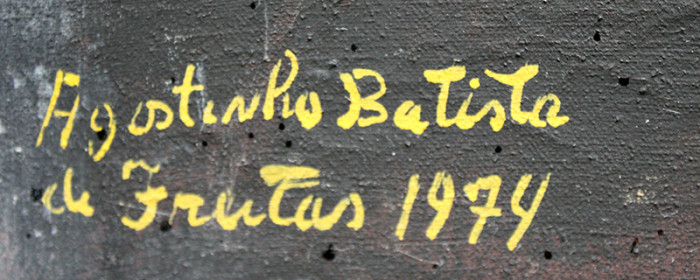 Agostinho Batista
de Freitas 1974